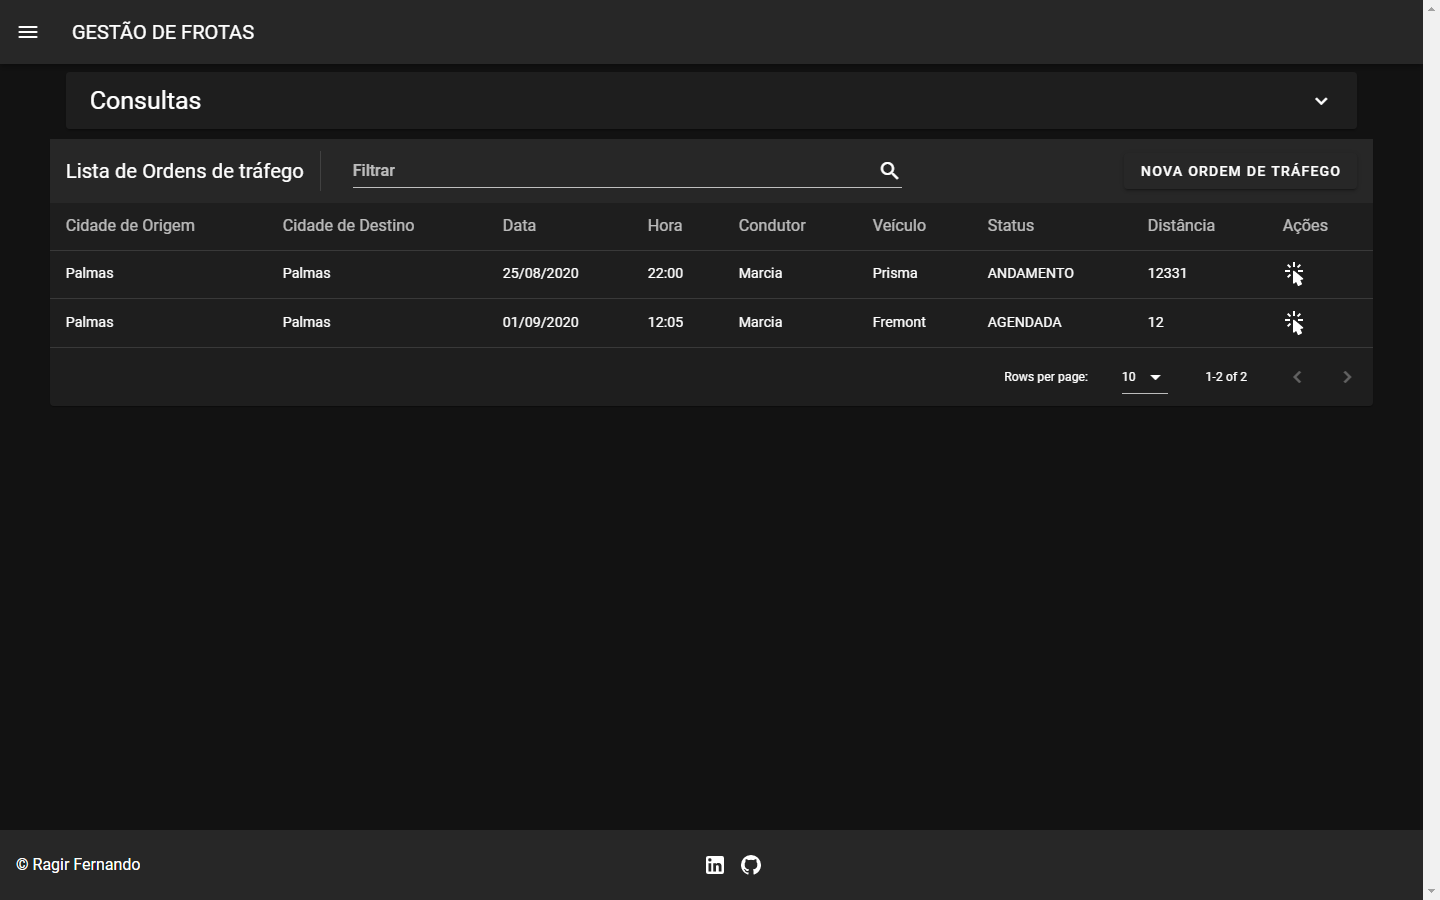 GESTÃO DE FROTAS
Consultas
Lista de Ordens de tráfego Filtrar NOVA ORDEM DE TRÁFEGO
Cidade de Origem Cidade de Destino Data Hora Condutor Veículo Status Distância Ações
Palmas Palmas 25/08/2020 22:00 Marcia Prisma ANDAMENTO 12331
Palmas Palmas 01/09/2020 12:05 Marcia Fremont AGENDADA 12
Rows per page: 10 1-2 of 2
© Ragir Fernando